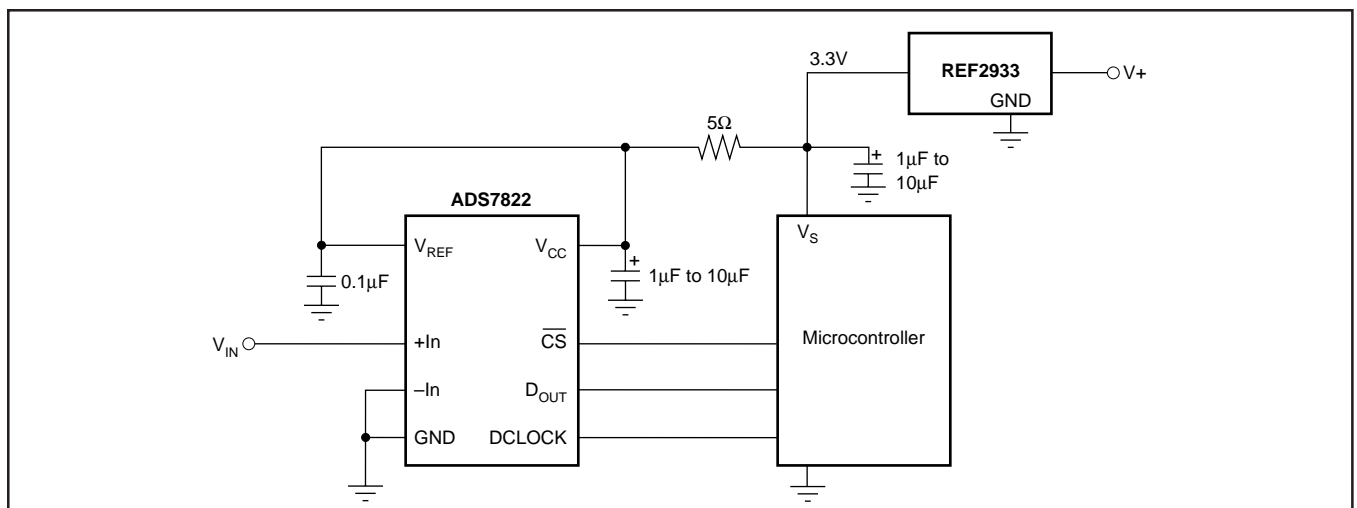 3.3V
REF2933
GND
V+
5Ω
+
1μF to
10μF
ADS7822
VREF
VCC
VS
+
0.1μF
1μF to 10μF
VIN
+In
CS
Microcontroller
–In
DOUT
GND
DCLOCK